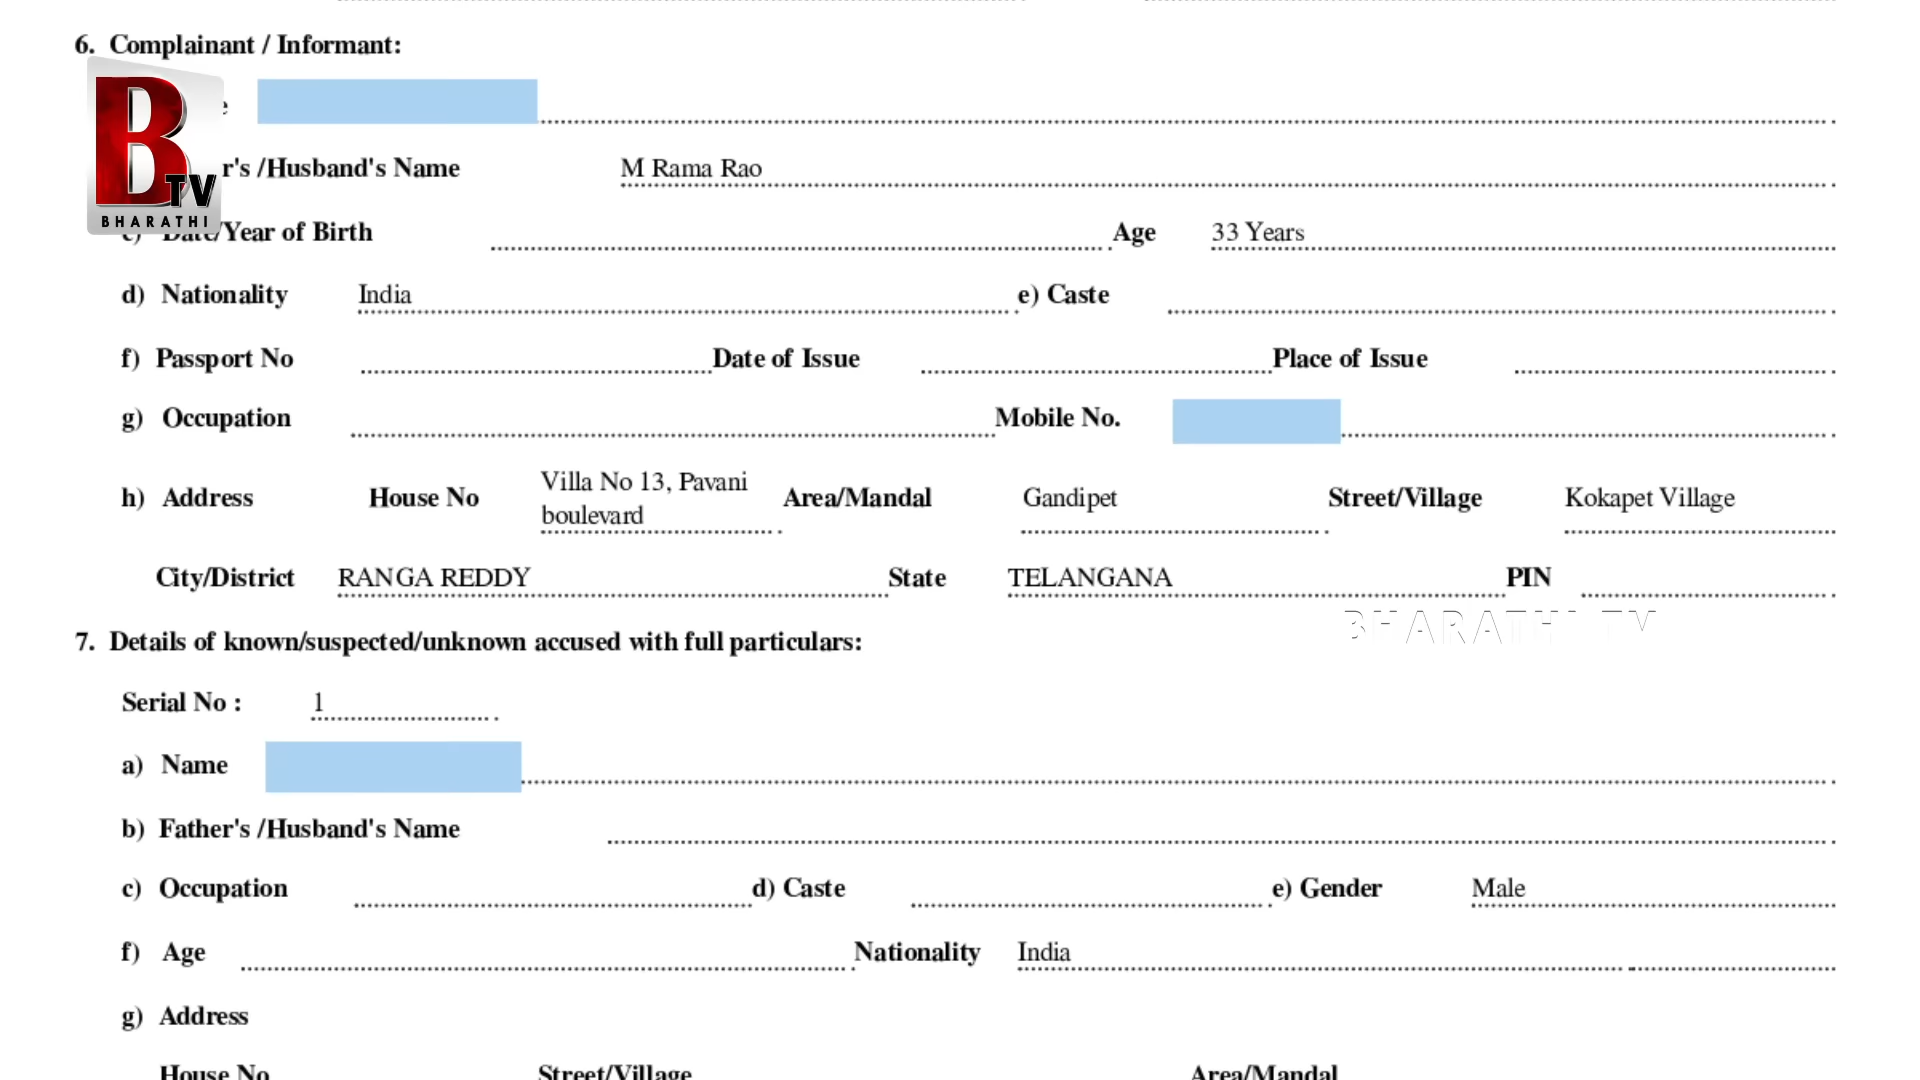 6. Complainant / Informant:
e
r's /Husband's Name M Rama Rao
c) Date/Year of Birth Age 33 Years
d) Nationality India e) Caste
f) Passport No Date of Issue Place of Issue
g) Occupation Mobile No.
h) Address House No Villa No 13, Pavani boulevard Area/Mandal Gandipet Street/Village Kokapet Village
City/District RANGA REDDY State TELANGANA PIN
7. Details of known/suspected/unknown accused with full particulars:
Serial No : 1
a) Name
b) Father's /Husband's Name
c) Occupation d) Caste e) Gender Male
f) Age Nationality India
g) Address
House No Street/Village Area/Mandal
B TV
BHARATHI
BHARATHI TV